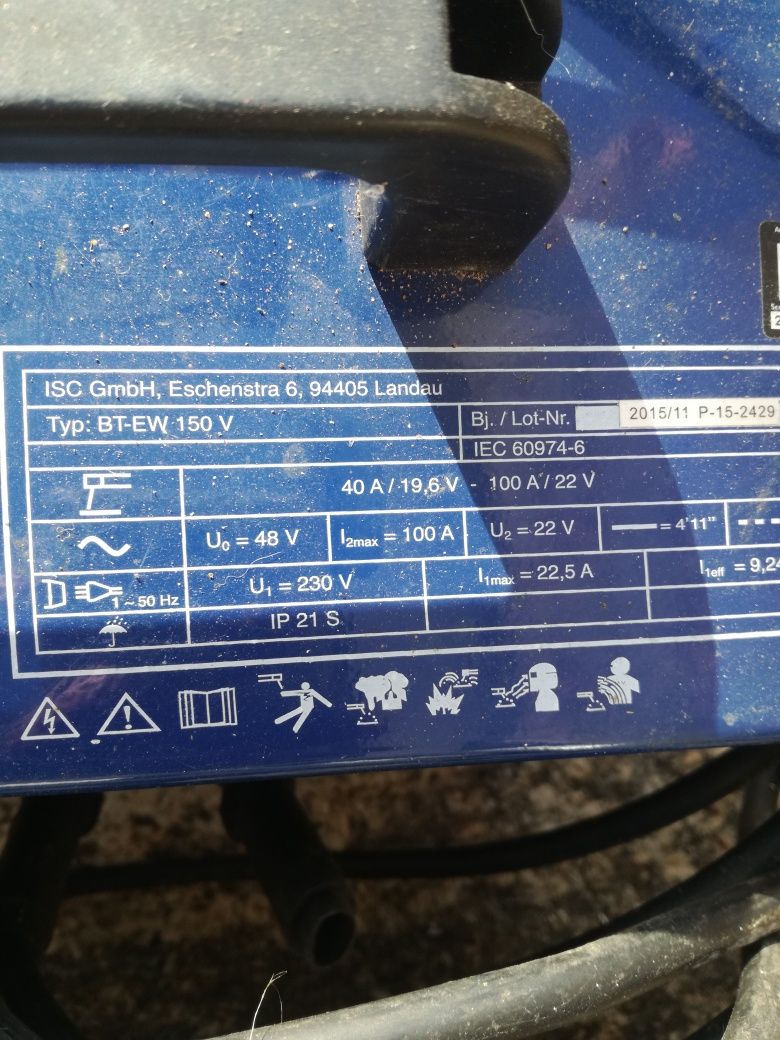 ISC GmbH, Eschenstra 6, 94405 Landau
Typ: BT-EW 150 V
Bj. / Lot-Nr. 2015/11 P-15-2429
IEC 60974-6
40 A / 19,6 V - 100 A / 22 V
U₀ = 48 V
I₂max = 100 A
U₂ = 22 V
= 4'11"
1 ~ 50 Hz
U₁ = 230 V
I₁max = 22,5 A
I₁eff = 9,24
IP 21 S